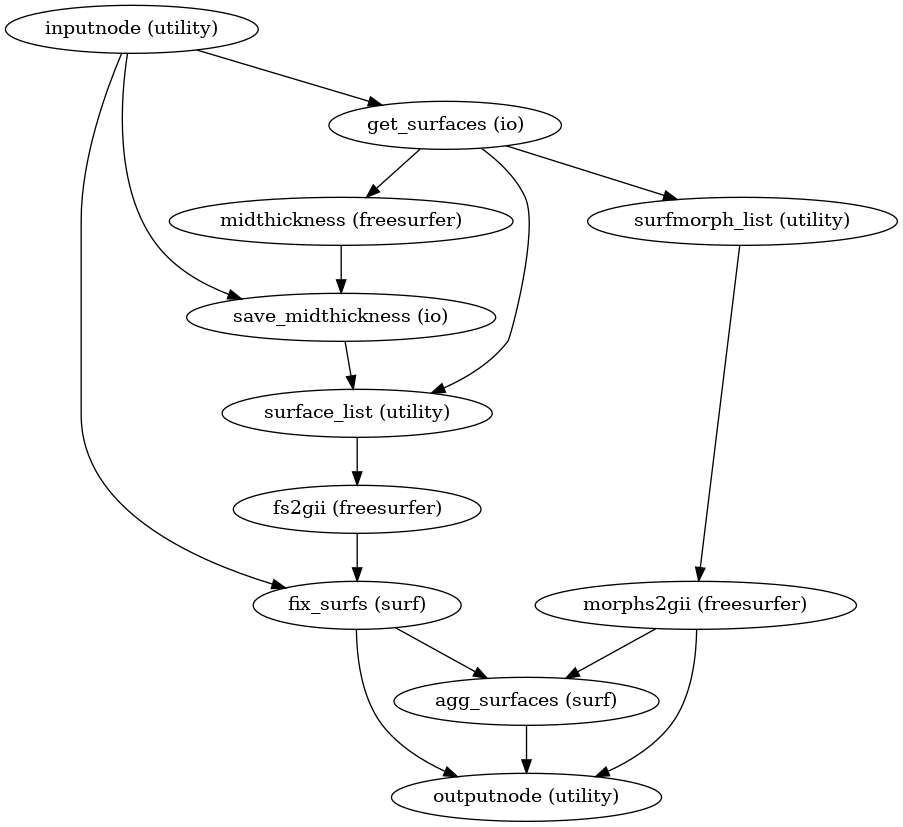 inputnode (utility)
get_surfaces (io)
midthickness (freesurfer)
surfmorph_list (utility)
save_midthickness (io)
surface_list (utility)
fs2gii (freesurfer)
fix_surfs (surf)
morphs2gii (freesurfer)
agg_surfaces (surf)
outputnode (utility)